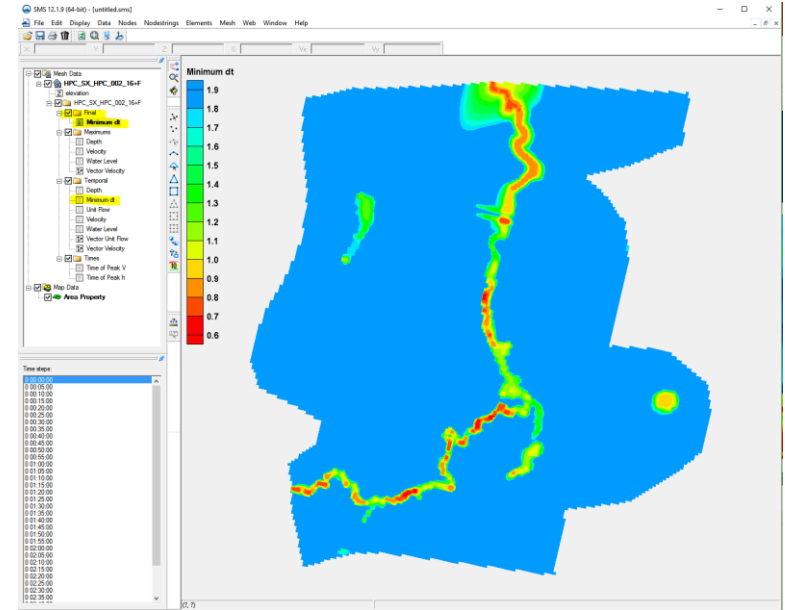 SMS 12.1.9 (64-bit) - [untitled.sms]
File Edit Display Data Nodes Nodestrings Elements Mesh Web Window Help
X: Y: Z: S: Vx: Vy:
Mesh Data
HPC_SX_HPC_002_16+F
elevation
HPC_SX_HPC_002_16+F
Final
Minimum dt
Maximums
Depth
Velocity
Water Level
Vector Velocity
Temporal
Depth
Minimum dt
Unit Flow
Velocity
Water Level
Vector Unit Flow
Vector Velocity
Times
Time of Peak V
Time of Peak h
Map Data
Area Property
Time steps:
0 00:00:00
0 00:05:00
0 00:10:00
0 00:15:00
0 00:20:00
0 00:25:00
0 00:30:00
0 00:35:00
0 00:40:00
0 00:45:00
0 00:50:00
0 00:55:00
0 01:00:00
0 01:05:00
0 01:10:00
0 01:15:00
0 01:20:00
0 01:25:00
0 01:30:00
0 01:35:00
0 01:40:00
0 01:45:00
0 01:50:00
0 01:55:00
0 02:00:00
0 02:05:00
0 02:10:00
0 02:15:00
0 02:20:00
0 02:25:00
0 02:30:00
0 02:35:00
Minimum dt
1.9
1.8
1.7
1.6
1.5
1.4
1.3
1.2
1.1
1.0
0.9
0.8
0.7
0.6
(?, ?)